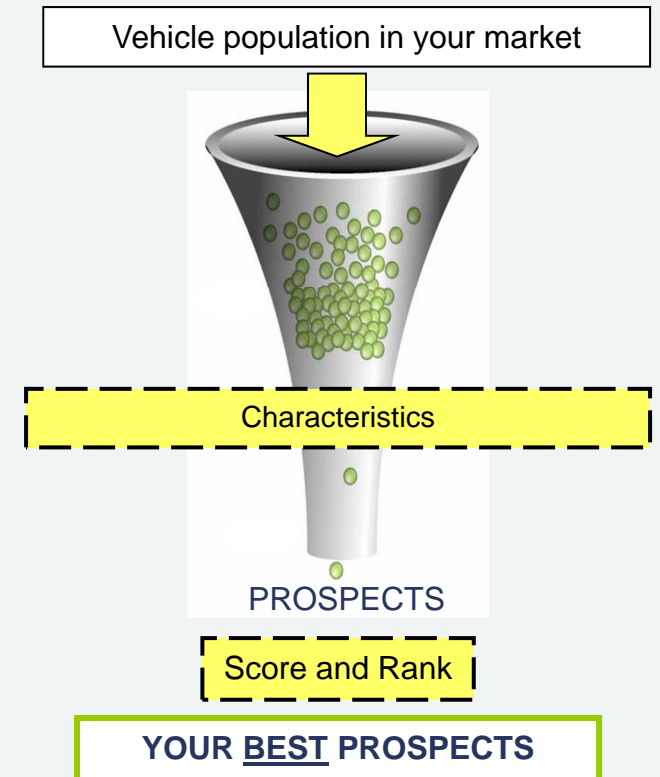 Vehicle population in your market
Characteristics
PROSPECTS
Score and Rank
YOUR BEST PROSPECTS